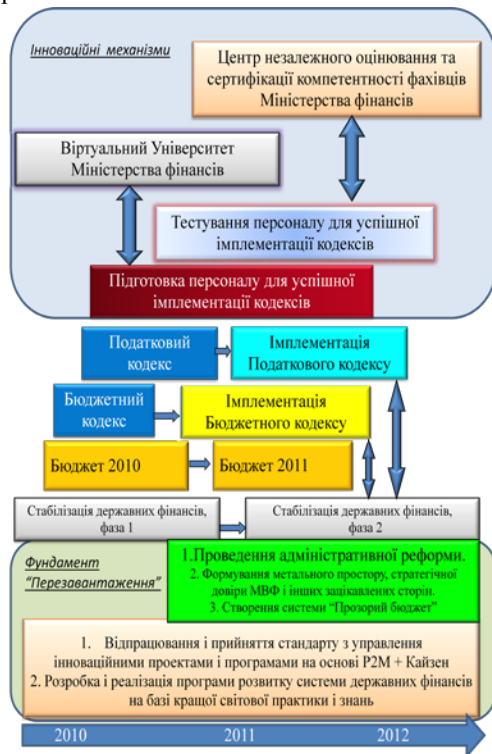 Інноваційні механізми
Центр незалежного оцінювання та
сертифікації компетентності фахівців
Міністерства фінансів
Віртуальний Університет
Міністерства фінансів
Тестування персоналу для успішної
імплементації кодексів
Підготовка персоналу для успішної
імплементації кодексів
Податковий
кодекс
Імплементація
Податкового кодексу
Бюджетний
кодекс
Імплементація
Бюджетного кодексу
Бюджет 2010
Бюджет 2011
Стабілізація державних фінансів,
фаза 1
Стабілізація державних фінансів,
фаза 2
Фундамент
"Перезавантаження"
1.Проведення адміністративної реформи.
2. Формування метального простору, стратегічної
довіри МВФ і інших зацікавлених сторін.
3. Створення системи "Прозорий бюджет"
1. Відпрацювання і прийняття стандарту з управління
інноваційними проектами і програмами на основі Р2М + Кайзен
2. Розробка і реалізація програми розвитку системи державних фінансів
на базі кращої світової практики і знань
2010
2011
2012